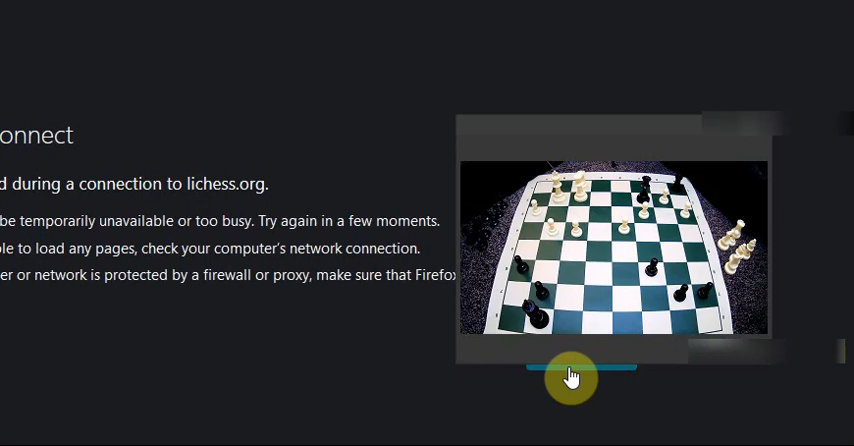 onnect
d during a connection to lichess.org.
be temporarily unavailable or too busy. Try again in a few moments.
ble to load any pages, check your computer's network connection.
er or network is protected by a firewall or proxy, make sure that Firefox